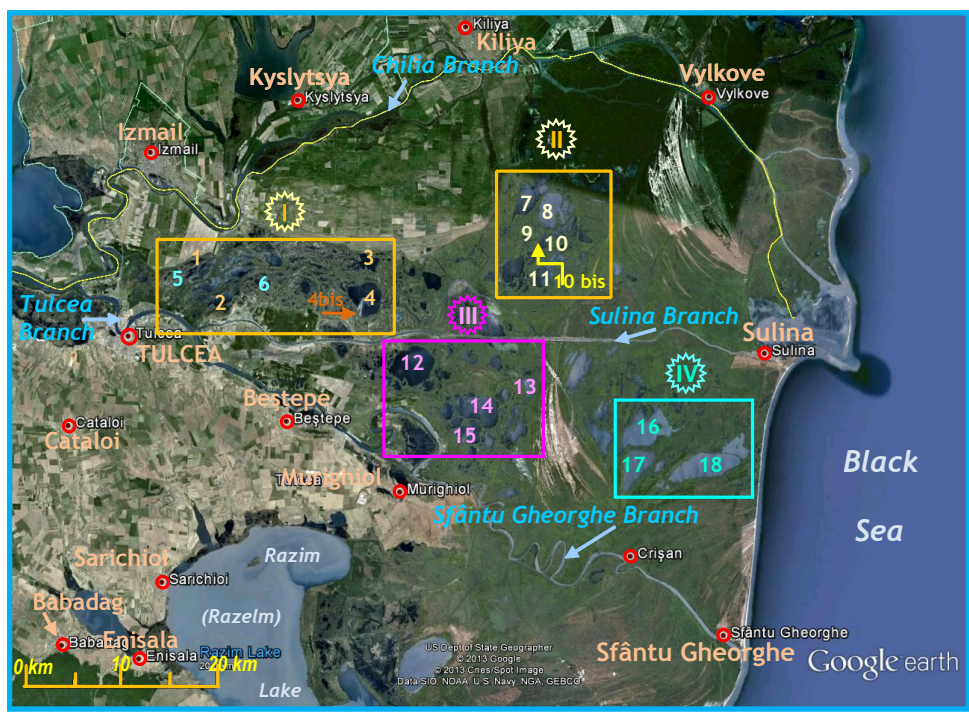 Kiliya
Kiliya
Chilia Branch
Kyslytsya
Kyslytsya
Vylkove
Vylkove
Izmail
Izmail
II
I
7
8
9
10
11
10 bis
1
3
5
6
2
4bis
4
Tulcea
Branch
Tulcea
TULCEA
III
Sulina Branch
Sulina
Sulina
12
13
14
15
IV
16
17
18
Beștepe
Beștepe
Cataloi
Cataloi
Murighiol
Murighiol
Black
Sea
Sfântu Gheorghe Branch
Crișan
Razim
(Razelm)
Lake
Sarichioi
Sarichioi
Babadag
Babadag
Enisala
Enisala
Razim Lake
0 km
10
20 km
Sfântu Gheorghe
Sfântu Gheorghe
US Dept of State Geographer
© 2013 Google
© 2013 Cnes/Spot Image
Data SIO, NOAA, U.S. Navy, NGA, GEBCO
Google earth